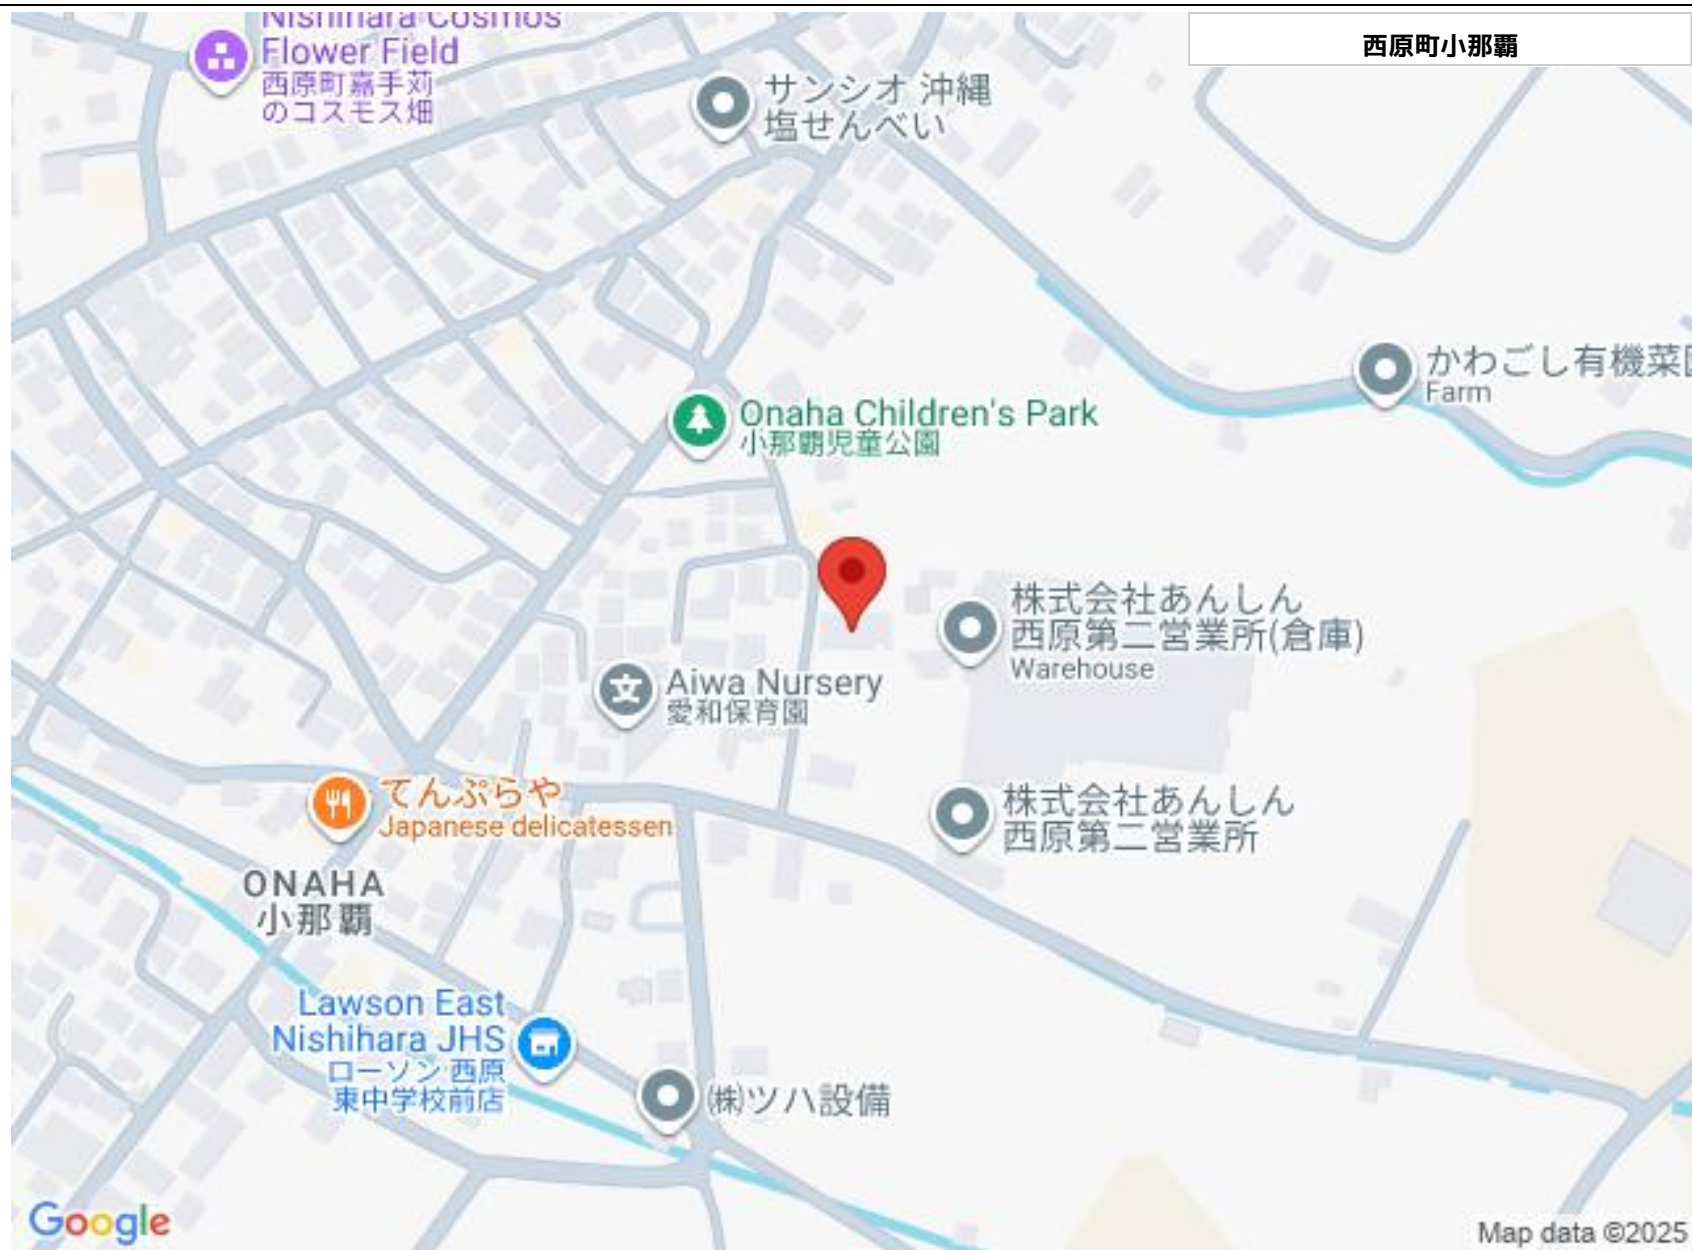 西原町小那覇
Nishihara Cosmos
Flower Field
西原町嘉手苅
のコスモス畑
サンシオ 沖縄
塩せんべい
かわごし有機菜園
Farm
Onaha Children's Park
小那覇児童公園
株式会社あんしん
西原第二営業所(倉庫)
Warehouse
Aiwa Nursery
愛和保育園
てんぷらや
Japanese delicatessen
株式会社あんしん
西原第二営業所
ONAHA
小那覇
Lawson East
Nishihara JHS
ローソン 西原
東中学校前店
㈱ツハ設備
Google
Map data ©2025